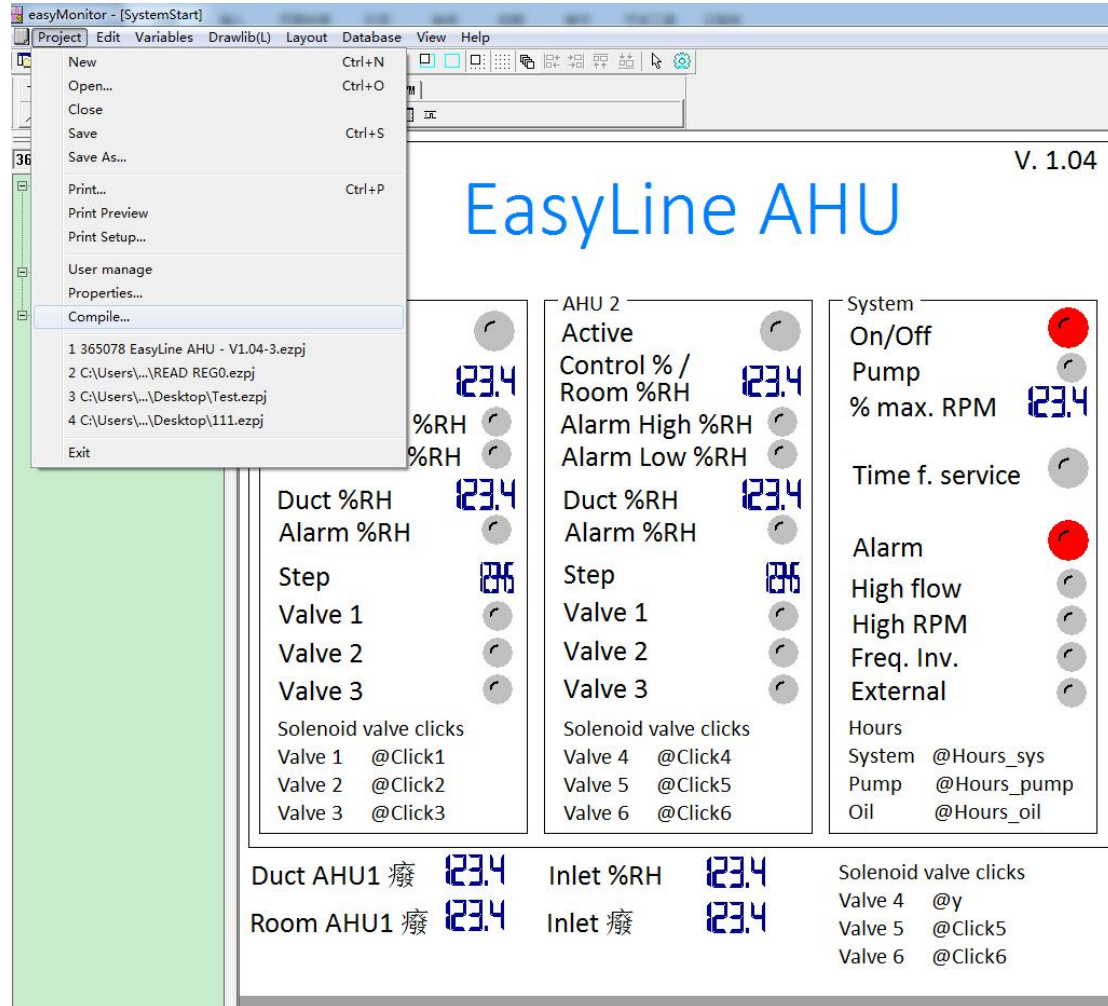 easyMonitor - [SystemStart]
Project Edit Variables Drawlib(L) Layout Database View Help
New Ctrl+N
Open... Ctrl+O
Close
Save Ctrl+S
Save As...
Print... Ctrl+P
Print Preview
Print Setup...
User manage
Properties...
Compile...
1 365078 EasyLine AHU - V1.04-3.ezpj
2 C:\Users\...\READ REG0.ezpj
3 C:\Users\...\Desktop\Test.ezpj
4 C:\Users\...\Desktop\111.ezpj
Exit
36
V. 1.04
EasyLine AHU
123.4
%RH
%RH
Duct %RH 123.4
Alarm %RH
Step
Valve 1
Valve 2
Valve 3
Solenoid valve clicks
Valve 1 @Click1
Valve 2 @Click2
Valve 3 @Click3
AHU 2
Active
Control % /
Room %RH 123.4
Alarm High %RH
Alarm Low %RH
Duct %RH 123.4
Alarm %RH
Step
Valve 1
Valve 2
Valve 3
Solenoid valve clicks
Valve 4 @Click4
Valve 5 @Click5
Valve 6 @Click6
System
On/Off
Pump
% max. RPM 123.4
Time f. service
Alarm
High flow
High RPM
Freq. Inv.
External
Hours
System @Hours_sys
Pump @Hours_pump
Oil @Hours_oil
Duct AHU1 癈 123.4
Room AHU1 癈 123.4
Inlet %RH 123.4
Inlet 癈 123.4
Solenoid valve clicks
Valve 4 @y
Valve 5 @Click5
Valve 6 @Click6